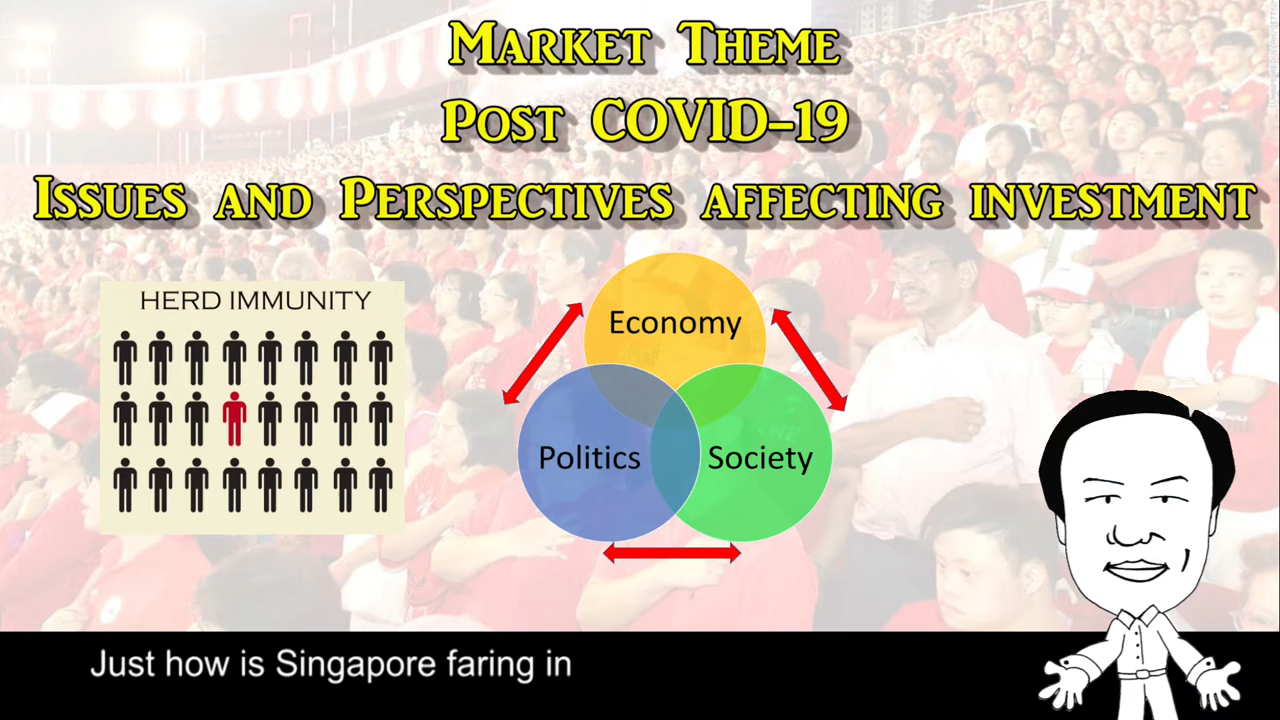 Market Theme
Post COVID-19
Issues and Perspectives affecting investment
HERD IMMUNITY
Economy
Politics
Society
Just how is Singapore faring in